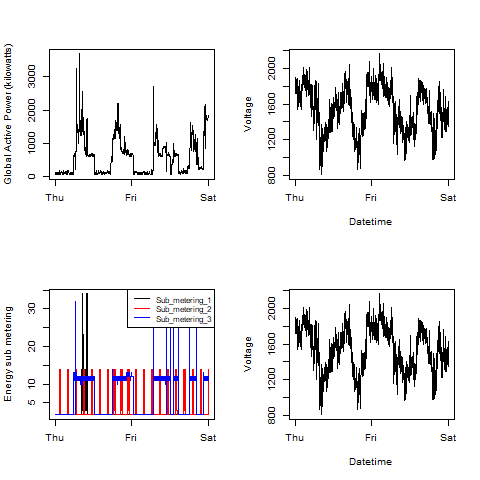 Global Active Power (kilowatts)
0 1000 2000 3000
Thu Fri Sat
Voltage
800 1200 1600 2000
Thu Fri Sat
Datetime
Energy sub metering
5 10 20 30
Sub_metering_1
Sub_metering_2
Sub_metering_3
Thu Fri Sat
Voltage
800 1200 1600 2000
Thu Fri Sat
Datetime